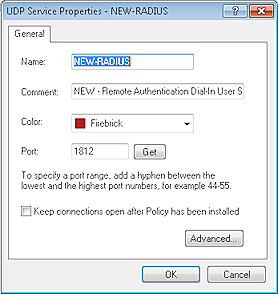 UDP Service Properties - NEW-RADIUS
General
Name: NEW-RADIUS
Comment: NEW - Remote Authentication Dial-In User S
Color: Firebrick
Port: 1812 Get
To specify a port range, add a hyphen between the
lowest and the highest port numbers, for example 44-55.
Keep connections open after Policy has been installed
Advanced...
OK Cancel